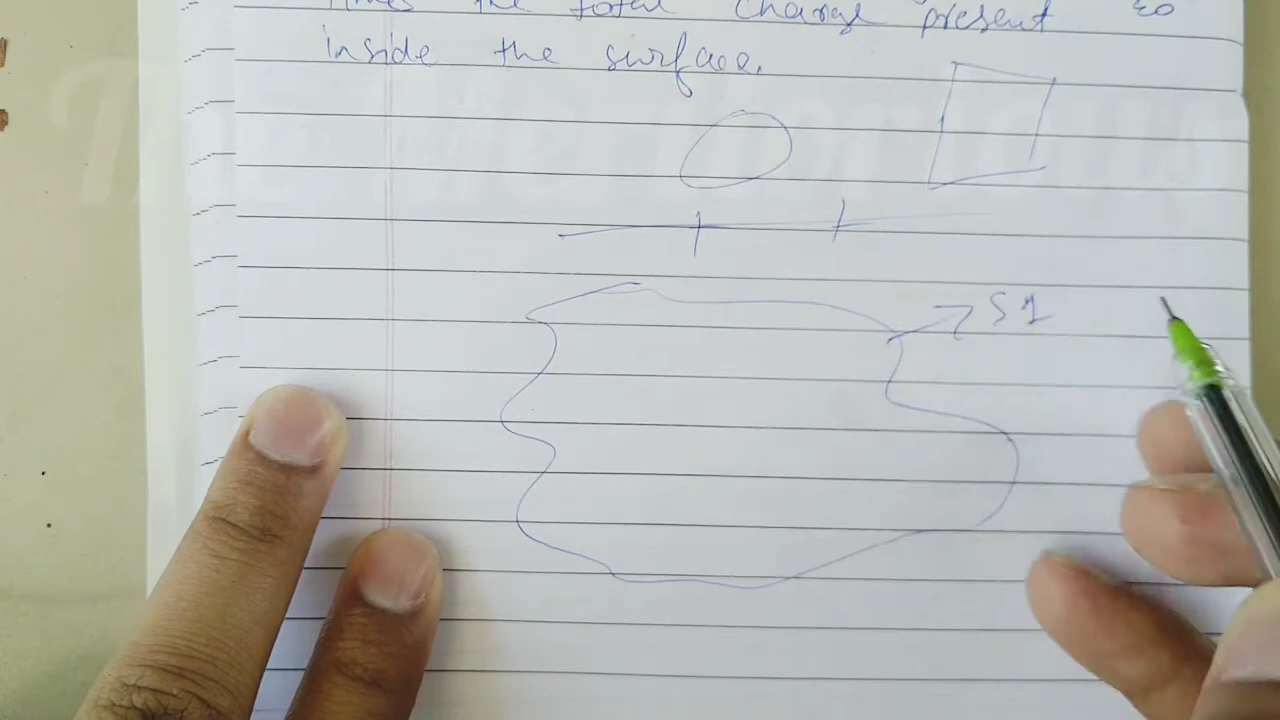 times the total charge present ε0
inside the surface.
S1